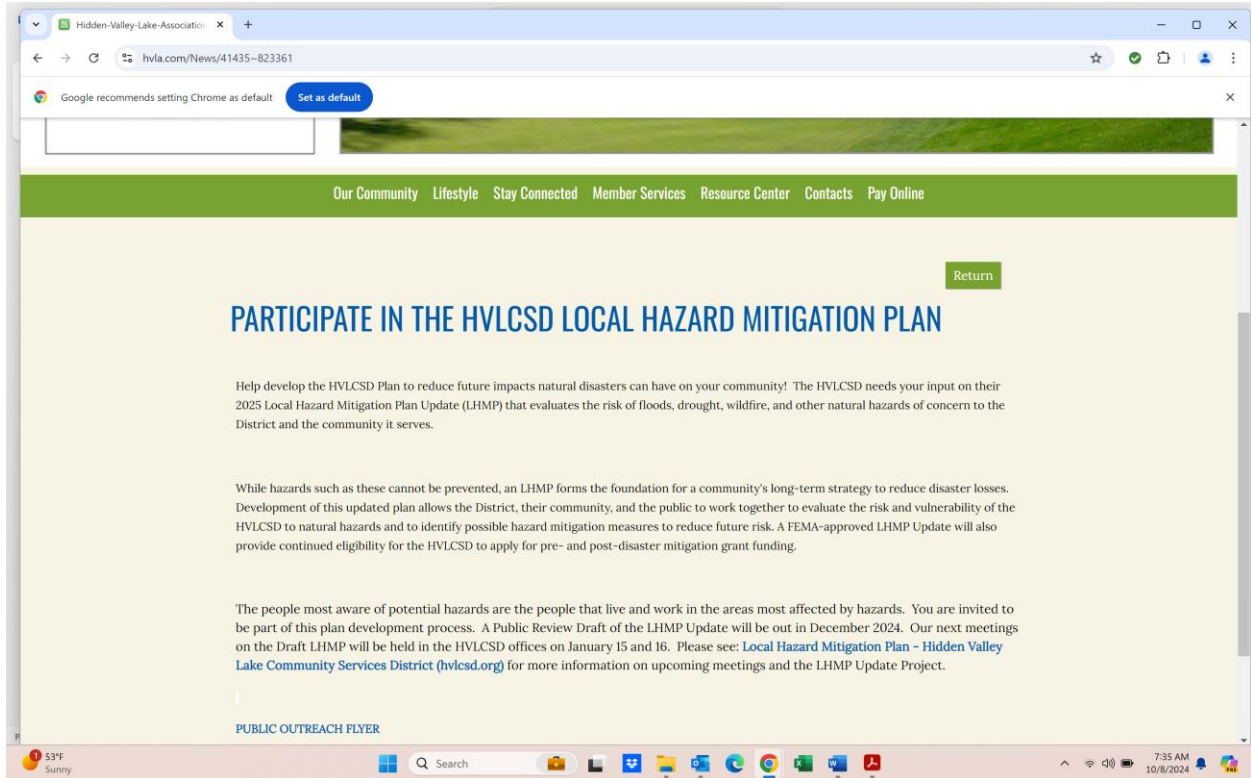 Hidden-Valley-Lake-Association
hvla.com/News/41435~823361
Google recommends setting Chrome as default
Set as default
Our Community Lifestyle Stay Connected Member Services Resource Center Contacts Pay Online
Return
PARTICIPATE IN THE HVLCSD LOCAL HAZARD MITIGATION PLAN
Help develop the HVLCSD Plan to reduce future impacts natural disasters can have on your community! The HVLCSD needs your input on their
2025 Local Hazard Mitigation Plan Update (LHMP) that evaluates the risk of floods, drought, wildfire, and other natural hazards of concern to the
District and the community it serves.
While hazards such as these cannot be prevented, an LHMP forms the foundation for a community's long-term strategy to reduce disaster losses.
Development of this updated plan allows the District, their community, and the public to work together to evaluate the risk and vulnerability of the
HVLCSD to natural hazards and to identify possible hazard mitigation measures to reduce future risk. A FEMA-approved LHMP Update will also
provide continued eligibility for the HVLCSD to apply for pre- and post-disaster mitigation grant funding.
The people most aware of potential hazards are the people that live and work in the areas most affected by hazards. You are invited to
be part of this plan development process. A Public Review Draft of the LHMP Update will be out in December 2024. Our next meetings
on the Draft LHMP will be held in the HVLCSD offices on January 15 and 16. Please see: Local Hazard Mitigation Plan - Hidden Valley
Lake Community Services District (hvlcsd.org) for more information on upcoming meetings and the LHMP Update Project.
PUBLIC OUTREACH FLYER
1
53°F
Sunny
Search
7:35 AM
10/8/2024